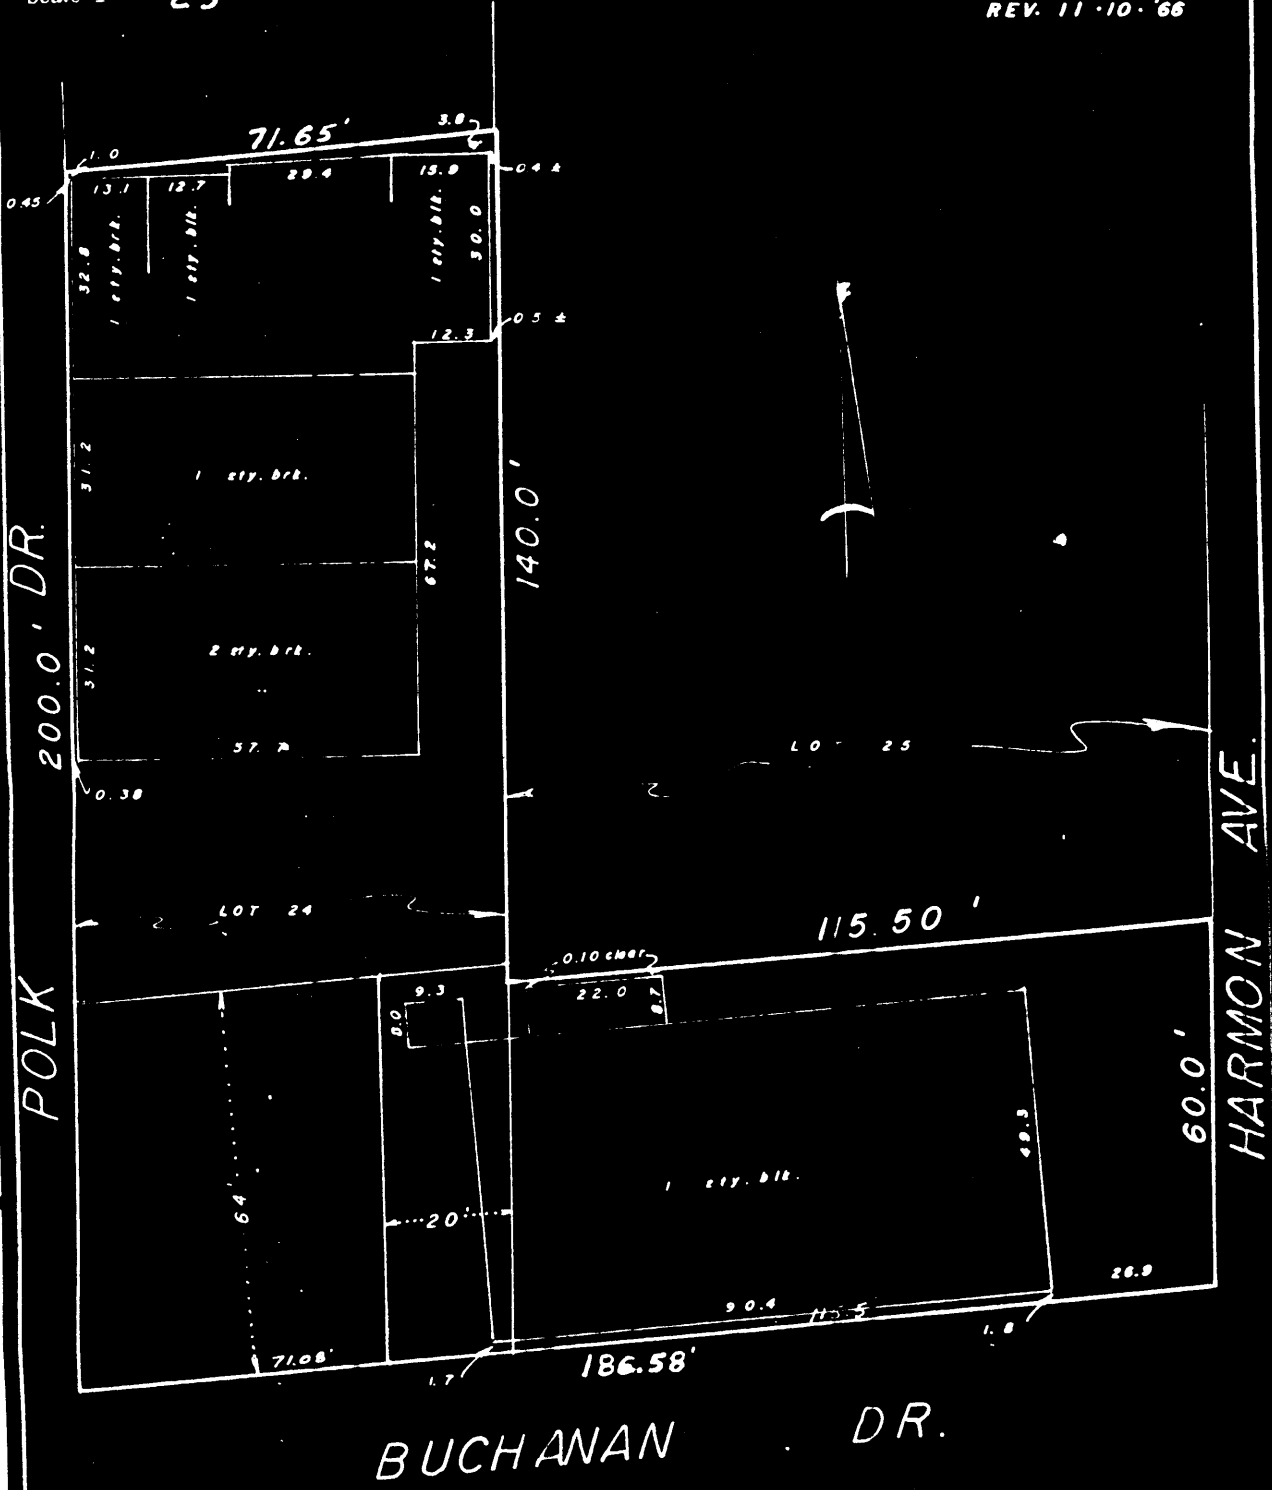 25
REV. 11-10-'66
71.65'
3.8
1.0
0.4 ±
0.45
13.1
12.7
29.4
15.9
32.8
1 sty. brk.
1 sty. blk.
1 sty. blk.
30.0
0.5 ±
12.3
31.2
1 sty. brk.
67.2
140.0'
200.0'
POLK DR.
31.2
2 sty. brk.
57.7
0.38
LOT 25
LOT 24
115.50'
0.10 clear
9.3
8.0
22.0
8.7
HARMON AVE.
60.0'
49.3
64'
20'
1 sty. blk.
26.9
90.4
115.5
1.8
71.08'
1.7
186.58'
BUCHANAN DR.